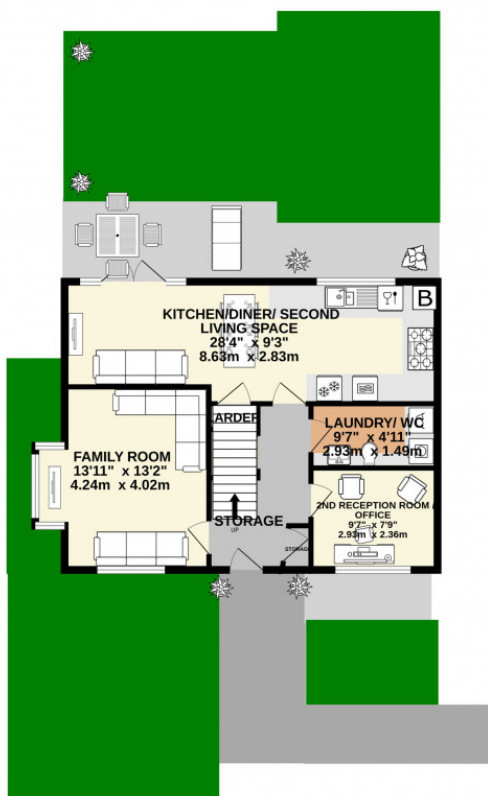 KITCHEN/DINER/ SECOND
LIVING SPACE
28'4" x 9'3"
8.63m x 2.83m
B
LARDER
LAUNDRY/ WC
9'7" x 4'11"
2.93m x 1.49m
FAMILY ROOM
13'11" x 13'2"
4.24m x 4.02m
2ND RECEPTION ROOM /
OFFICE
9'7" x 7'9"
2.93m x 2.36m
STORAGE
UP
STORAGE